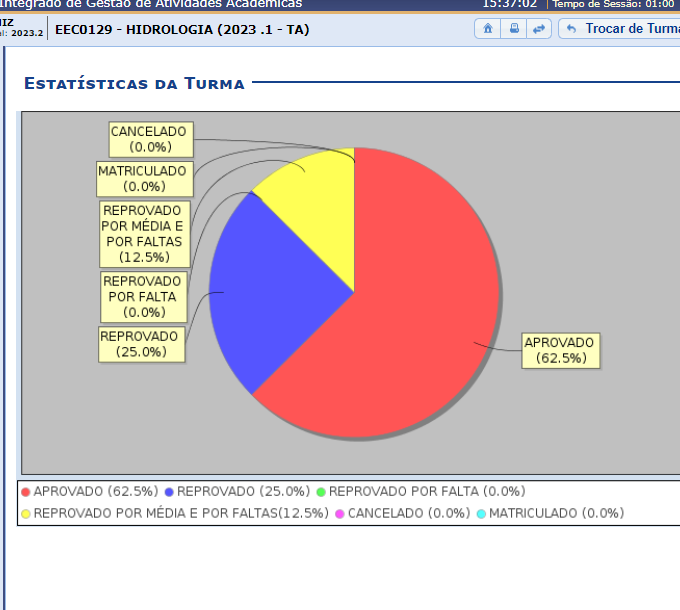 Integrado de Gestão de Atividades Acadêmicas 15:37:02 Tempo de Sessão: 01:00
NIZ
al: 2023.2 EEC0129 - HIDROLOGIA (2023 .1 - TA) Trocar de Turma
ESTATÍSTICAS DA TURMA
CANCELADO
(0.0%)
MATRICULADO
(0.0%)
REPROVADO
POR MÉDIA E
POR FALTAS
(12.5%)
REPROVADO
POR FALTA
(0.0%)
REPROVADO
(25.0%)
APROVADO
(62.5%)
APROVADO (62.5%) REPROVADO (25.0%) REPROVADO POR FALTA (0.0%)
REPROVADO POR MÉDIA E POR FALTAS(12.5%) CANCELADO (0.0%) MATRICULADO (0.0%)